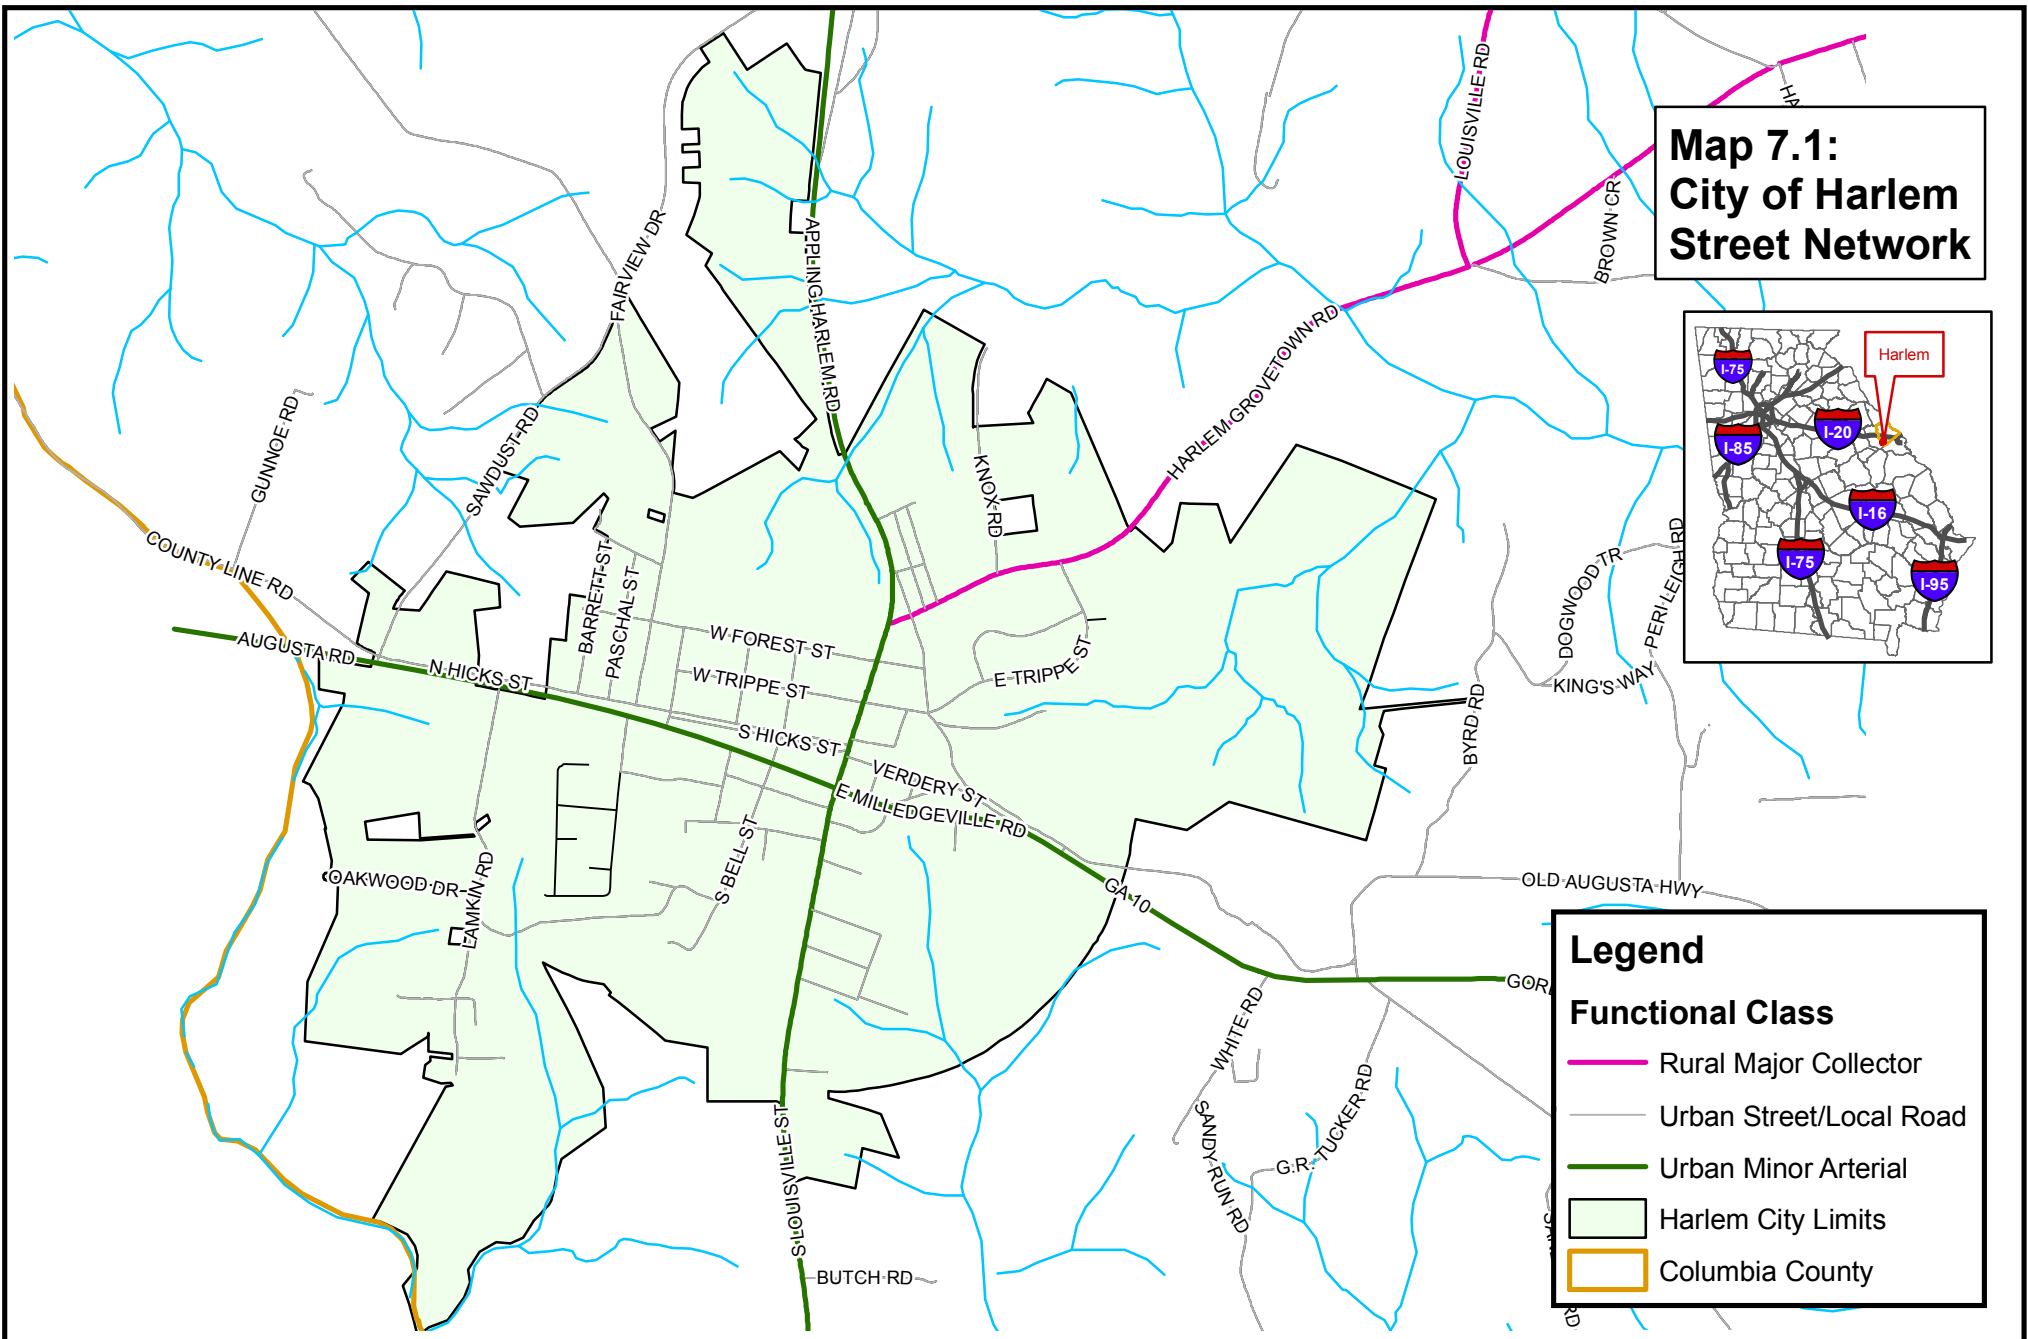 Map 7.1:
City of Harlem
Street Network
LOUISVILLE RD
HA
BROWN CR
FAIRVIEW DR
APPLING HARLEM RD
HARLEM GROVETOWN RD
GUNNOE RD
SAWDUST RD
KNOX RD
COUNTY LINE RD
BARRETT ST
PASCHAL ST
DOGWOOD TR
PERI LEIGH RD
W FOREST ST
AUGUSTA RD
N HICKS ST
W TRIPPE ST
E TRIPPE ST
KING'S WAY
BYRD RD
S HICKS ST
VERDERY ST
E MILLEDGEVILLE RD
S BELL ST
OAKWOOD DR
LAMKIN RD
GA 10
OLD AUGUSTA HWY
WHITE RD
SANDY RUN RD
G.R. TUCKER RD
S LOUISVILLE ST
BUTCH RD
RD
Harlem
I-75
I-20
I-85
I-16
I-75
I-95
Legend
Functional Class
Rural Major Collector
Urban Street/Local Road
Urban Minor Arterial
Harlem City Limits
Columbia County